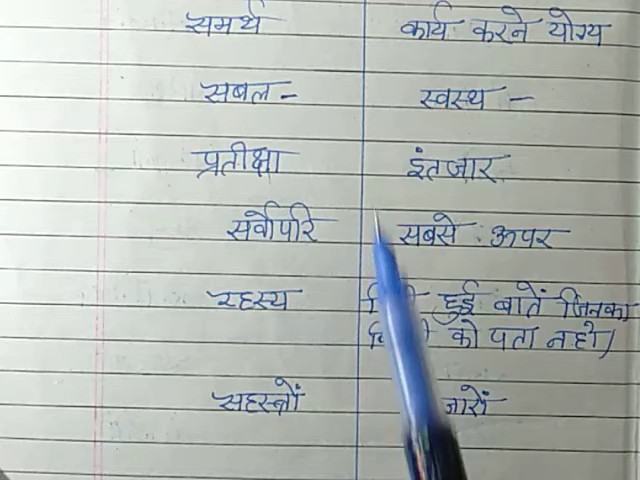 समर्थ कार्य करने योग्य
सबल - स्वस्थ -
प्रतीक्षा इंतजार
सर्वोपरि सबसे ऊपर
रहस्य हुई बातें जिनका
को पता नहो।
सहस्त्रों